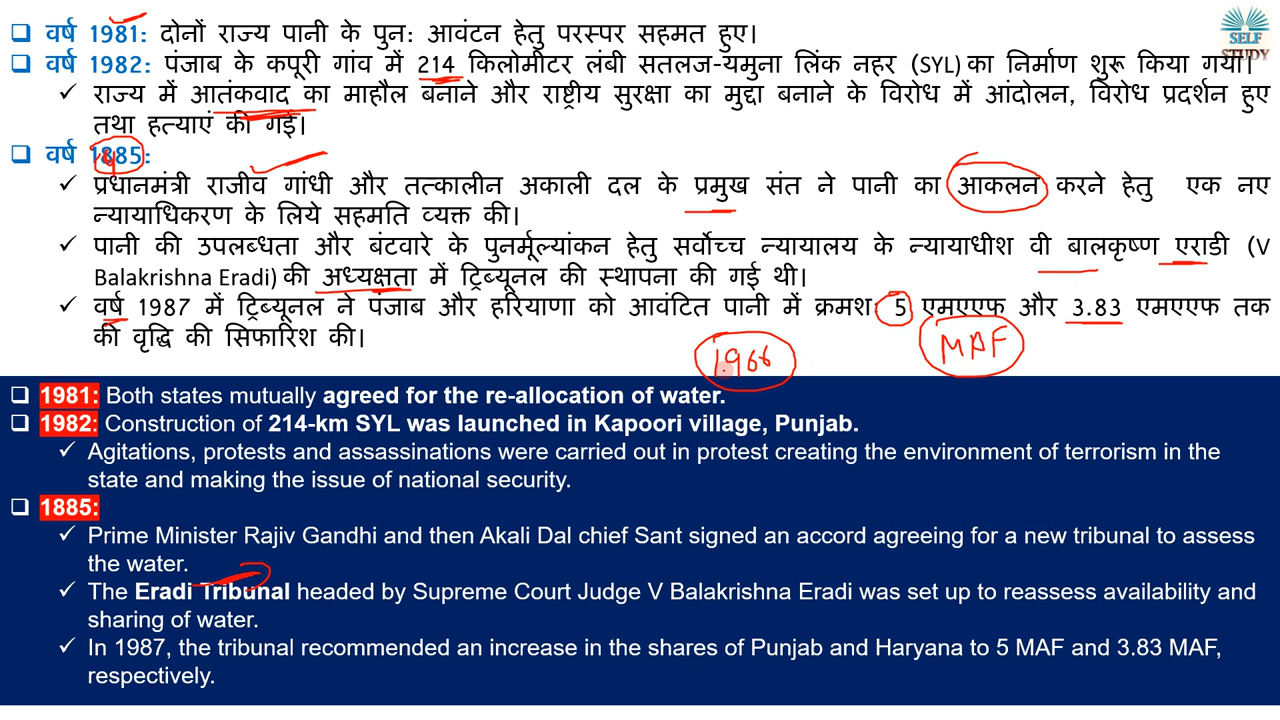 SELF
STUDY
❑ वर्ष 1981: दोनों राज्य पानी के पुन: आवंटन हेतु परस्पर सहमत हुए।
❑ वर्ष 1982: पंजाब के कपूरी गांव में 214 किलोमीटर लंबी सतलज-यमुना लिंक नहर (SYL) का निर्माण शुरू किया गया।
✓ राज्य में आतंकवाद का माहौल बनाने और राष्ट्रीय सुरक्षा का मुद्दा बनाने के विरोध में आंदोलन, विरोध प्रदर्शन हुए
तथा हत्याएं की गई।
❑ वर्ष 1885:
9
✓ प्रधानमंत्री राजीव गांधी और तत्कालीन अकाली दल के प्रमुख संत ने पानी का आकलन करने हेतु एक नए
न्यायाधिकरण के लिये सहमति व्यक्त की।
✓ पानी की उपलब्धता और बंटवारे के पुनर्मूल्यांकन हेतु सर्वोच्च न्यायालय के न्यायाधीश वी बालकृष्ण एराडी (V
Balakrishna Eradi) की अध्यक्षता में ट्रिब्यूनल की स्थापना की गई थी।
✓ वर्ष 1987 में ट्रिब्यूनल ने पंजाब और हरियाणा को आवंटित पानी में क्रमश: 5 एमएएफ और 3.83 एमएएफ तक
की वृद्धि की सिफारिश की।
1966
MAF
❑ 1981: Both states mutually agreed for the re-allocation of water.
❑ 1982: Construction of 214-km SYL was launched in Kapoori village, Punjab.
✓ Agitations, protests and assassinations were carried out in protest creating the environment of terrorism in the
state and making the issue of national security.
❑ 1885:
✓ Prime Minister Rajiv Gandhi and then Akali Dal chief Sant signed an accord agreeing for a new tribunal to assess
the water.
✓ The Eradi Tribunal headed by Supreme Court Judge V Balakrishna Eradi was set up to reassess availability and
sharing of water.
✓ In 1987, the tribunal recommended an increase in the shares of Punjab and Haryana to 5 MAF and 3.83 MAF,
respectively.